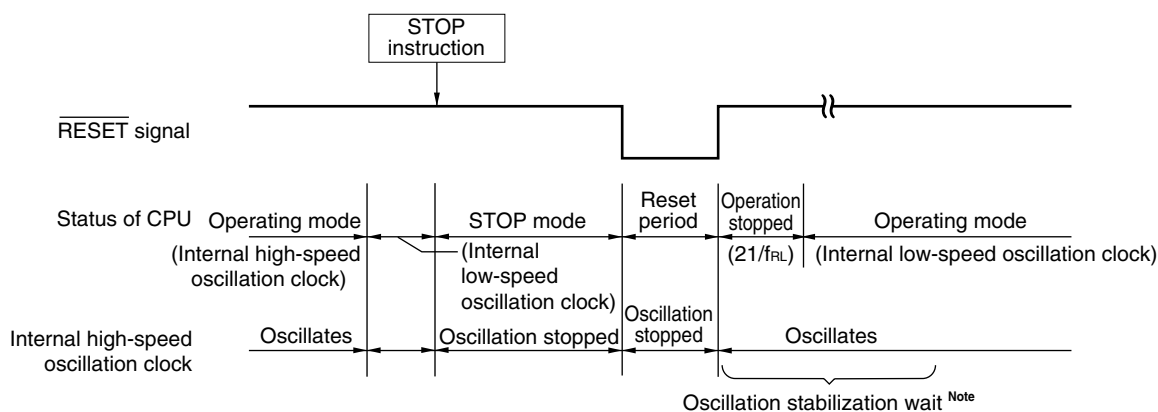 STOP
instruction
RESET signal
Status of CPU
Operating mode
(Internal high-speed
oscillation clock)
STOP mode
(Internal
low-speed
oscillation clock)
Reset
period
Operation
stopped
(21/fRL)
Operating mode
(Internal low-speed oscillation clock)
Internal high-speed
oscillation clock
Oscillates
Oscillation stopped
Oscillation
stopped
Oscillates
Oscillation stabilization wait Note